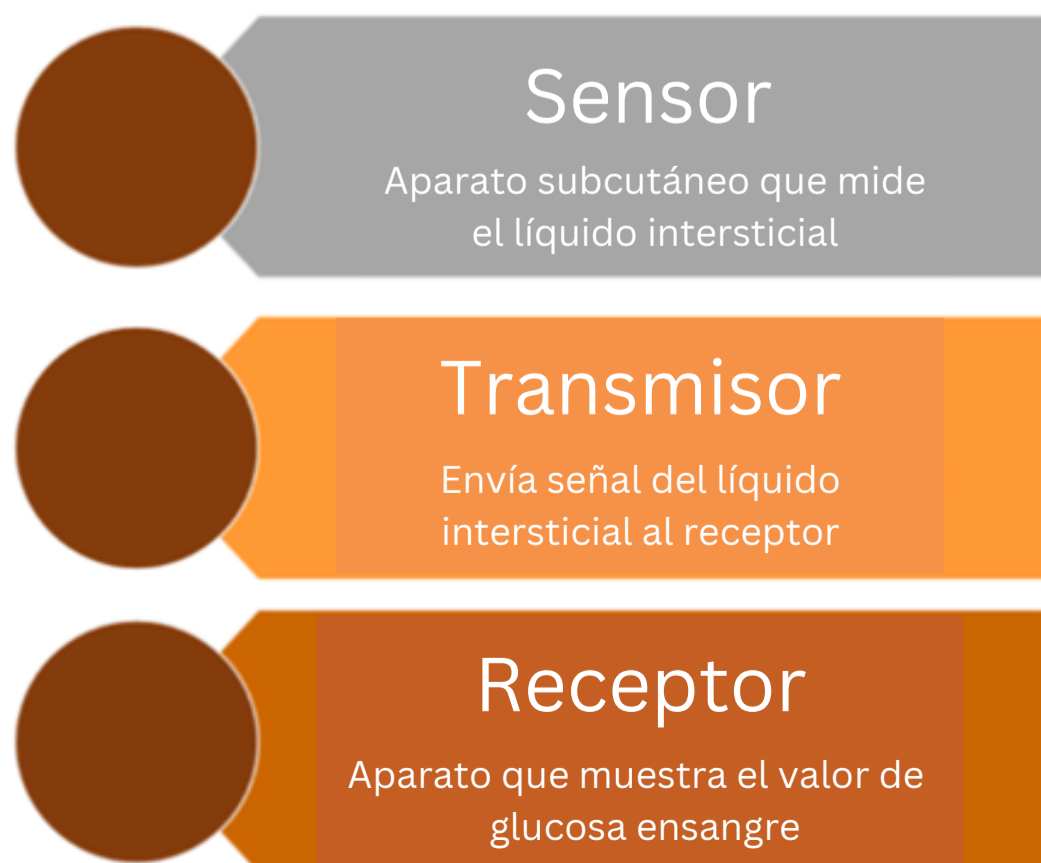 Sensor
Aparato subcutáneo que mide
el líquido intersticial
Transmisor
Envía señal del líquido
intersticial al receptor
Receptor
Aparato que muestra el valor de
glucosa ensangre